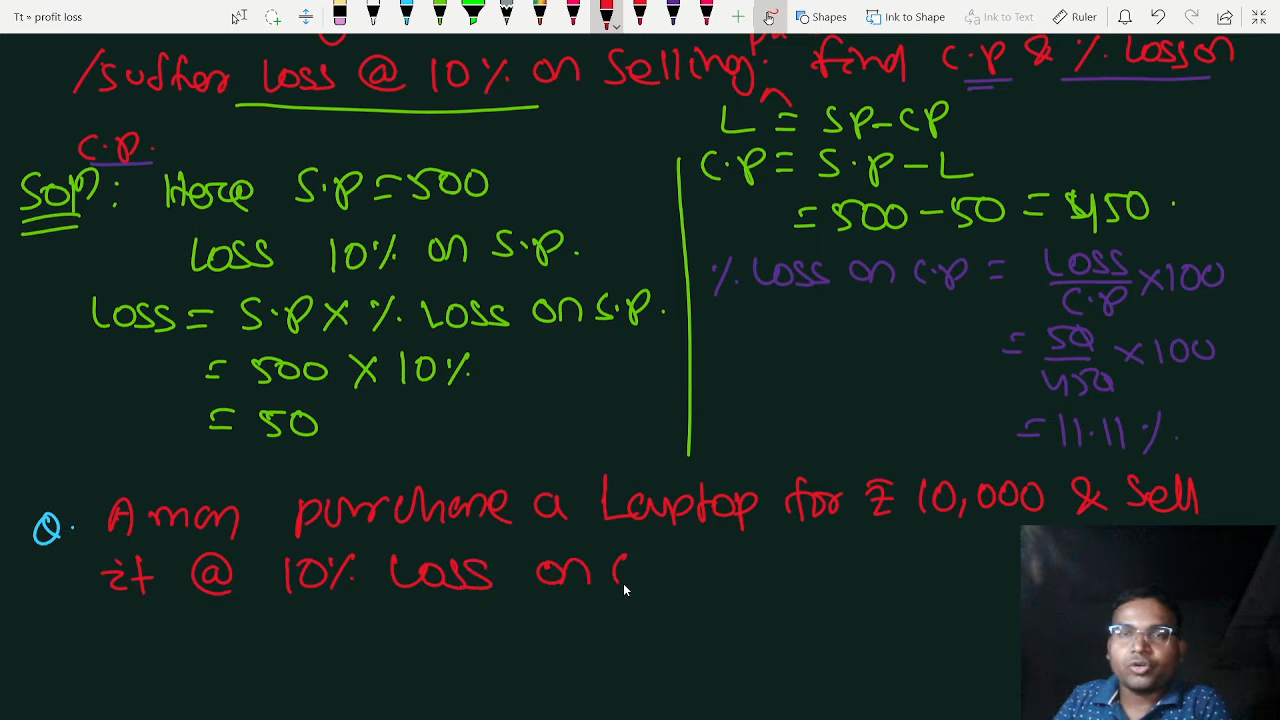 Tt » profit loss
Shapes
Ink to Shape
Ink to Text
Ruler
/suffer Loss @ 10% on Selling. find C.P & % Loss on
C.P.
Sol: Here S.P = 500
Loss 10% on S.P.
Loss = S.P X % Loss on S.P.
= 500 X 10%
= 50
L = SP - CP
C.P = S.P - L
= 500 - 50 = 450
% Loss on C.P = Loss/C.P X 100
= 50/450 X 100
= 11.11 %.
Q. A man purchase a Laptop for ₹ 10,000 & Sell
it @ 10% Loss on C